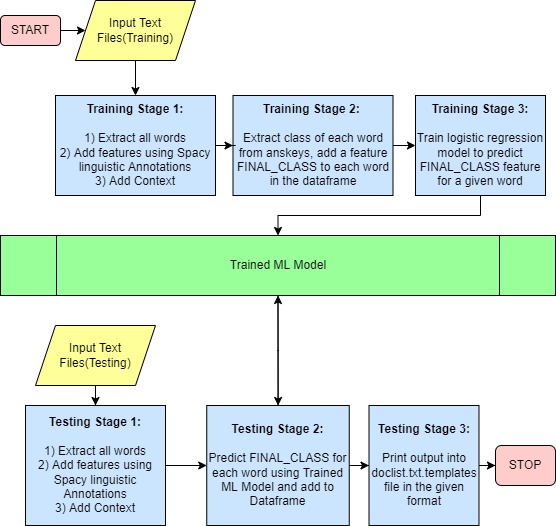 START
Input Text
Files(Training)
Training Stage 1:
1) Extract all words
2) Add features using Spacy
linguistic Annotations
3) Add Context
Training Stage 2:
Extract class of each word
from anskeys, add a feature
FINAL_CLASS to each word
in the dataframe
Training Stage 3:
Train logistic regression
model to predict
FINAL_CLASS feature
for a given word
Trained ML Model
Input Text
Files(Testing)
Testing Stage 1:
1) Extract all words
2) Add features using
Spacy linguistic
Annotations
3) Add Context
Testing Stage 2:
Predict FINAL_CLASS for
each word using Trained
ML Model and add to
Dataframe
Testing Stage 3:
Print output into
doclist.txt.templates
file in the given
format
STOP